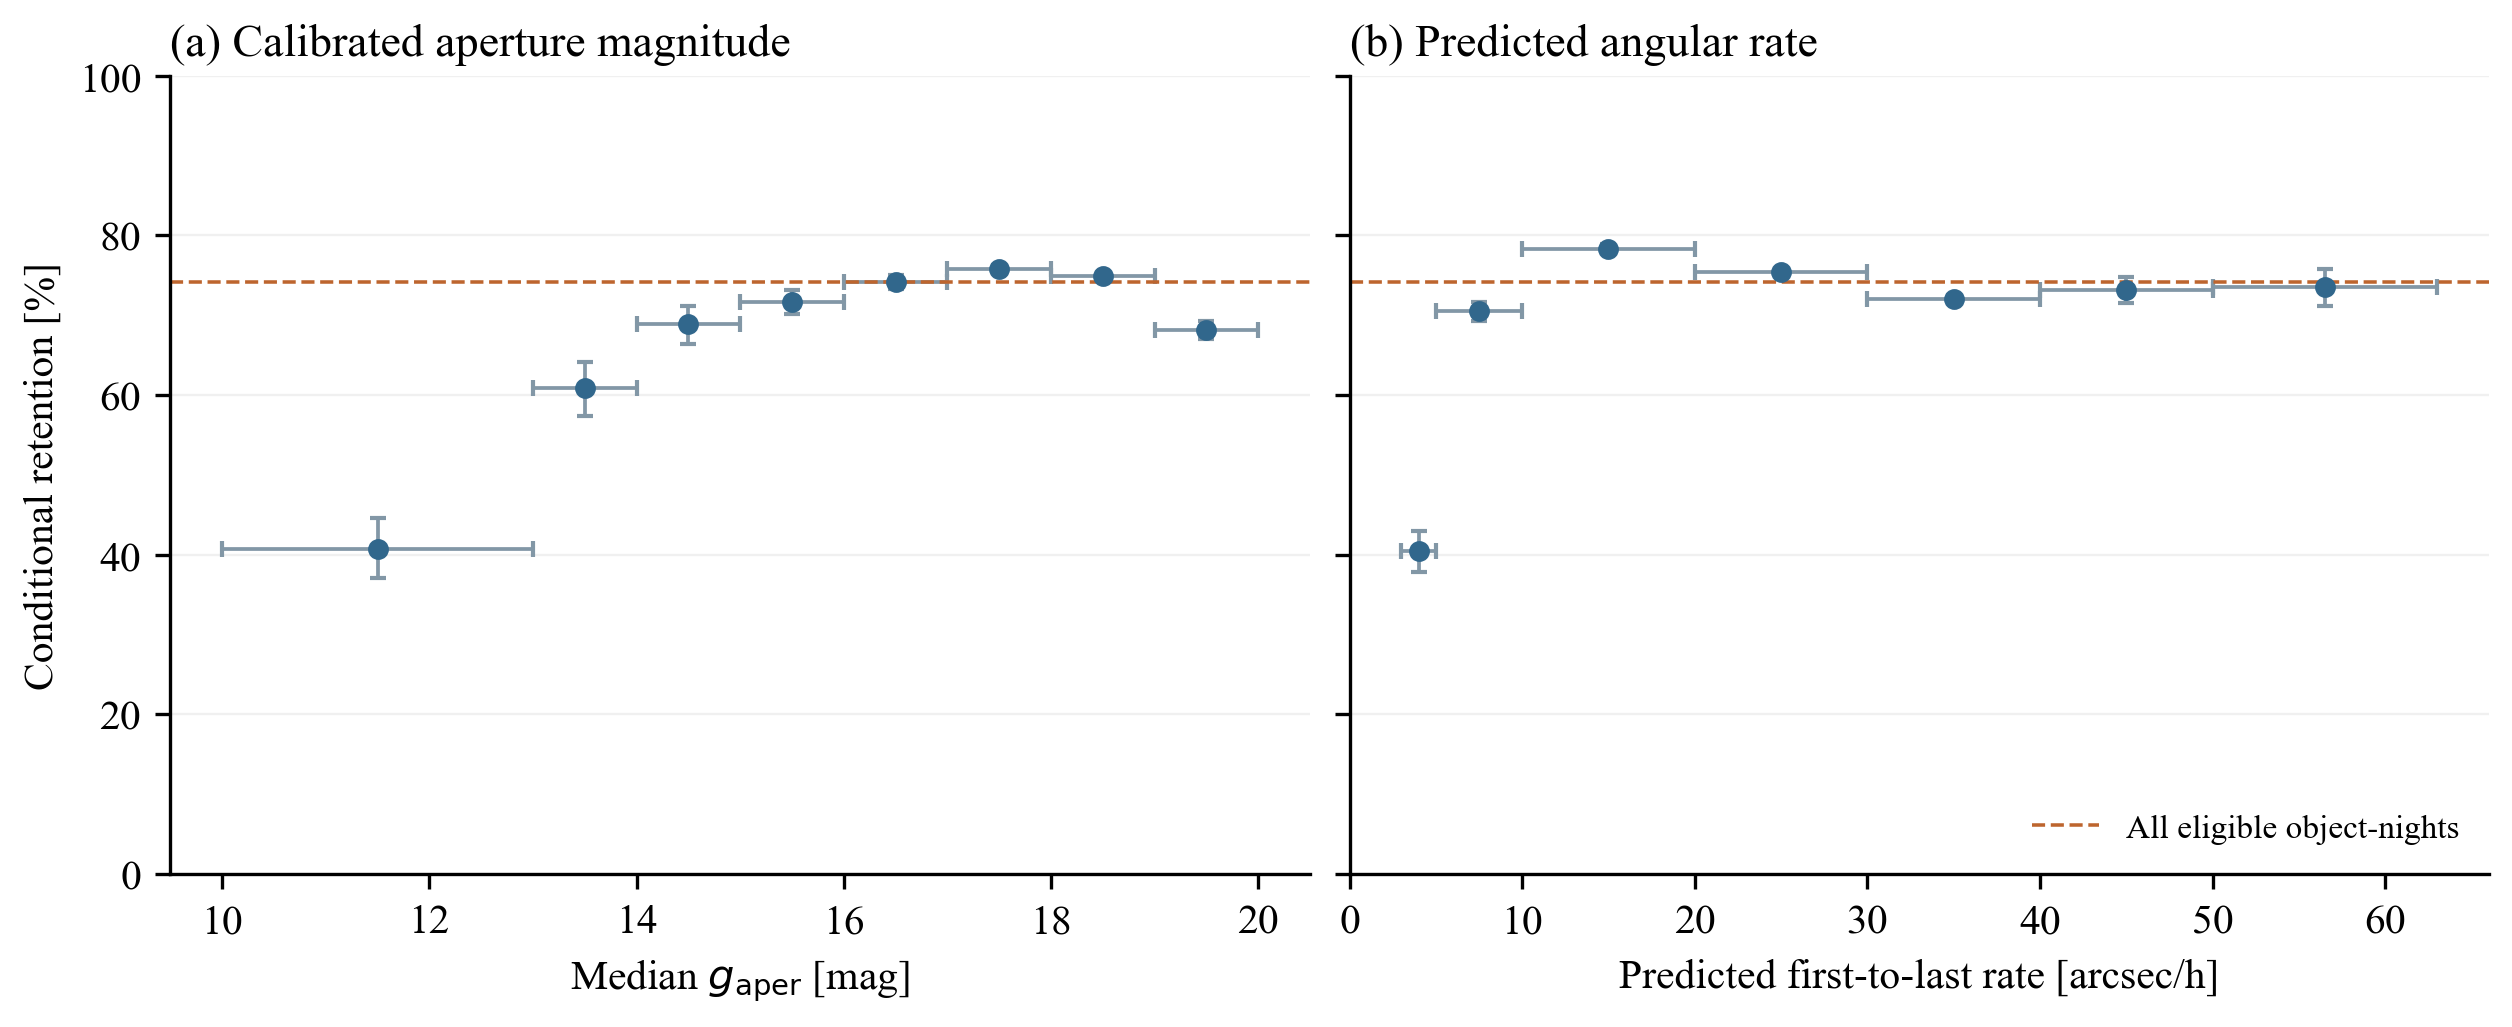 (a) Calibrated aperture magnitude
100
80
60
40
20
0
Conditional retention [%]
10 12 14 16 18 20
Median g_aper [mag]
(b) Predicted angular rate
All eligible object-nights
0 10 20 30 40 50 60
Predicted first-to-last rate [arcsec/h]